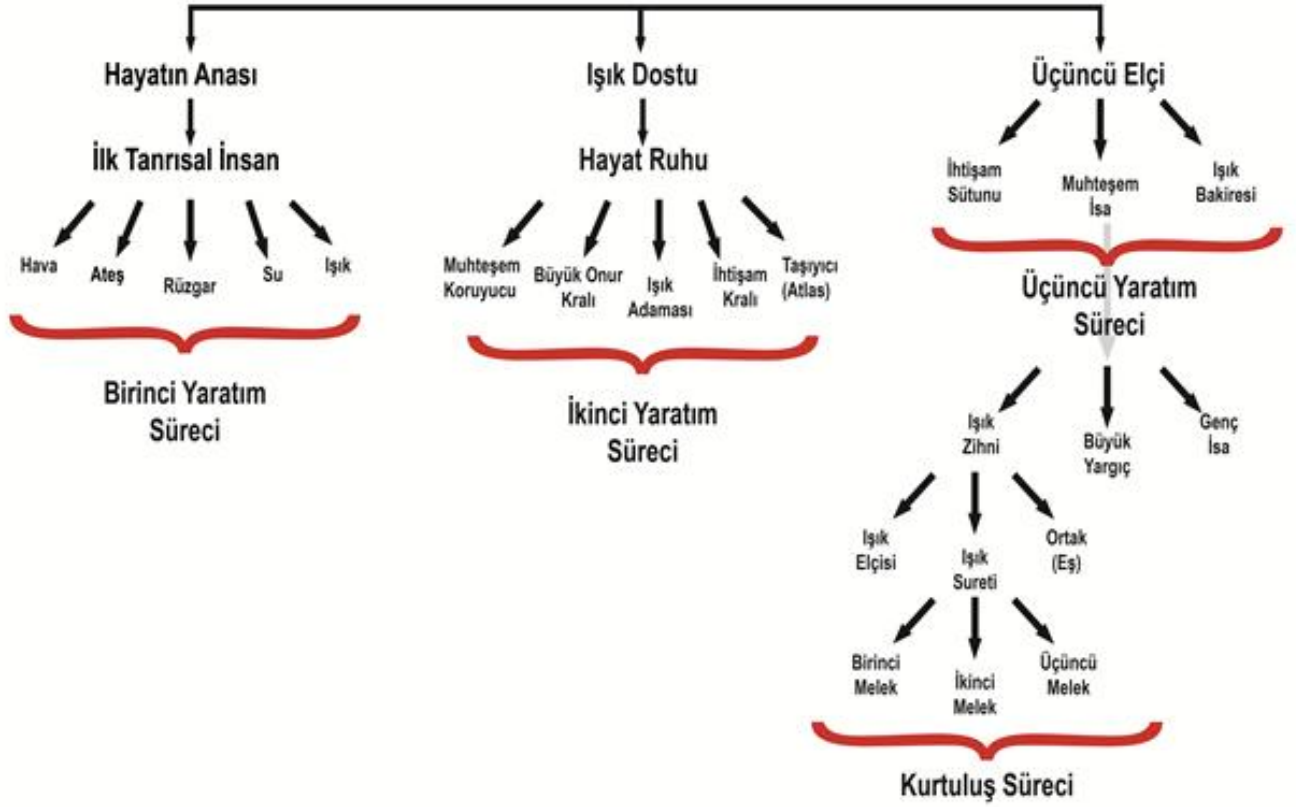 Hayatın Anası
Işık Dostu
Üçüncü Elçi
İlk Tanrısal İnsan
Hayat Ruhu
İhtişam
Sütunu
Muhteşem
İsa
Işık
Bakiresi
Hava
Ateş
Rüzgar
Su
Işık
Muhteşem
Koruyucu
Büyük Onur
Kralı
Işık
Adaması
İhtişam
Kralı
Taşıyıcı
(Atlas)
Üçüncü Yaratım
Süreci
Birinci Yaratım
Süreci
İkinci Yaratım
Süreci
Işık
Zihni
Büyük
Yargıç
Genç
İsa
Işık
Elçisi
Işık
Sureti
Ortak
(Eş)
Birinci
Melek
İkinci
Melek
Üçüncü
Melek
Kurtuluş Süreci